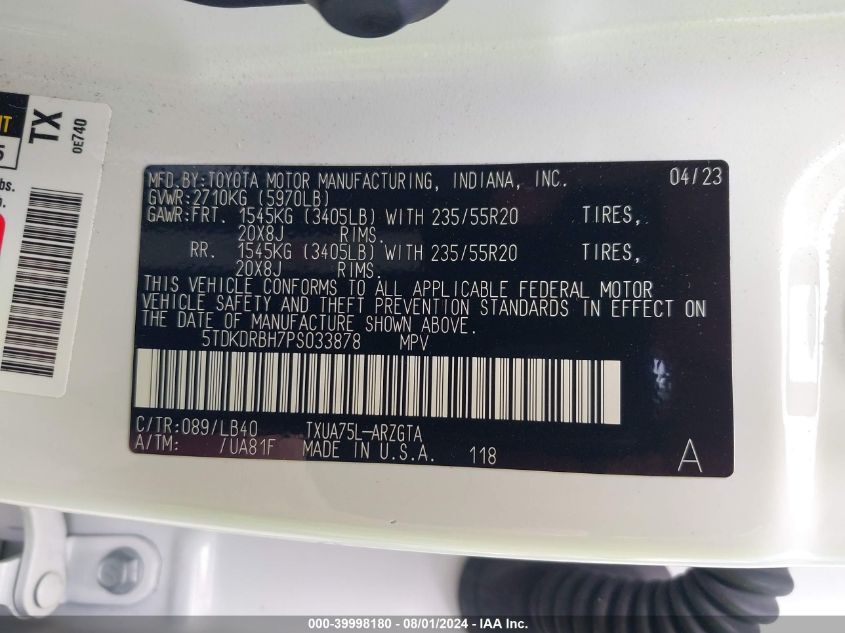 TX
0E740
5
lbs.
MFD.BY:TOYOTA MOTOR MANUFACTURING, INDIANA, INC. 04/23
GVWR:2710KG (5970LB)
GAWR:FRT. 1545KG (3405LB) WITH 235/55R20 TIRES,
20X8J RIMS.
RR. 1545KG (3405LB) WITH 235/55R20 TIRES,
20X8J RIMS.
THIS VEHICLE CONFORMS TO ALL APPLICABLE FEDERAL MOTOR
VEHICLE SAFETY AND THEFT PREVENTION STANDARDS IN EFFECT ON
THE DATE OF MANUFACTURE SHOWN ABOVE.
5TDKDRBH7PS033878 MPV
C/TR:089/LB40 TXUA75L-ARZGTA
A/TM: /UA81F MADE IN U.S.A. 118 A
000-39998180 - 08/01/2024 - IAA Inc.